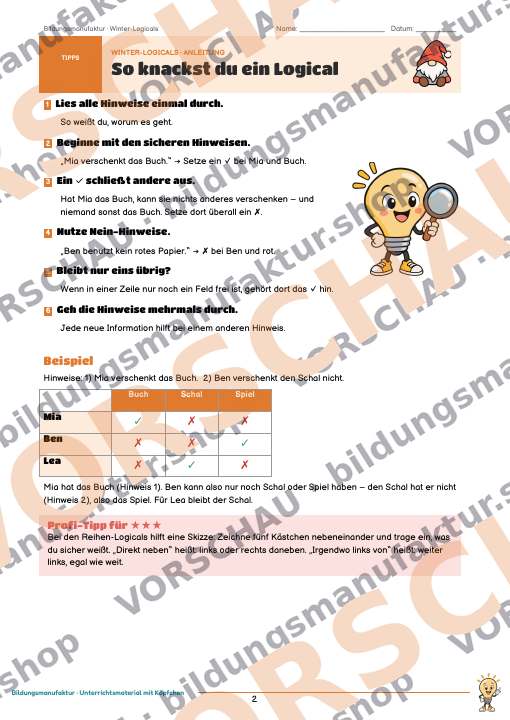 Bildungsmanufaktur · Winter-Logicals Name: Datum:
TIPPS
WINTER-LOGICALS · ANLEITUNG
So knackst du ein Logical
1 Lies alle Hinweise einmal durch.
So weißt du, worum es geht.
2 Beginne mit den sicheren Hinweisen.
„Mia verschenkt das Buch.“ → Setze ein ✓ bei Mia und Buch.
3 Ein ✓ schließt andere aus.
Hat Mia das Buch, kann sie nichts anderes verschenken – und
niemand sonst das Buch. Setze dort überall ein ✗.
4 Nutze Nein-Hinweise.
„Ben benutzt kein rotes Papier.“ → ✗ bei Ben und rot.
5 Bleibt nur eins übrig?
Wenn in einer Zeile nur noch ein Feld frei ist, gehört dort das ✓ hin.
6 Geh die Hinweise mehrmals durch.
Jede neue Information hilft bei einem anderen Hinweis.
Beispiel
Hinweise: 1) Mia verschenkt das Buch. 2) Ben verschenkt den Schal nicht.
Buch Schal Spiel
Mia ✓ ✗ ✗
Ben ✗ ✗ ✓
Lea ✗ ✓ ✗
Mia hat das Buch (Hinweis 1). Ben kann also nur noch Schal oder Spiel haben – den Schal hat er nicht
(Hinweis 2), also das Spiel. Für Lea bleibt der Schal.
Profi-Tipp für ★★★
Bei den Reihen-Logicals hilft eine Skizze: Zeichne fünf Kästchen nebeneinander und trage ein, was
du sicher weißt. „Direkt neben“ heißt: links oder rechts daneben. „Irgendwo links von“ heißt: weiter
links, egal wie weit.
Bildungsmanufaktur · Unterrichtsmaterial mit Köpfchen
2
VORSCHAU · bildungsmanufaktur.shop
VORSCHAU